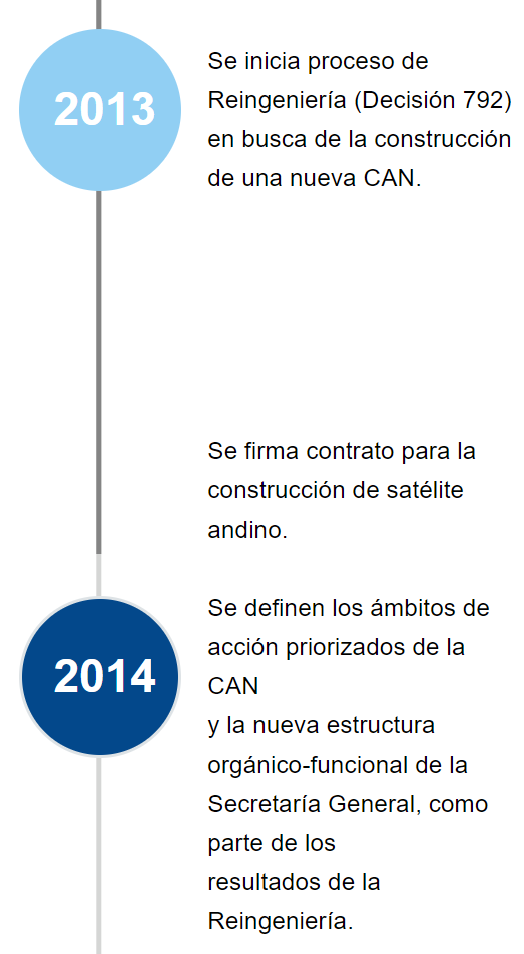 2013
Se inicia proceso de
Reingeniería (Decisión 792)
en busca de la construcción
de una nueva CAN.
Se firma contrato para la
construcción de satélite
andino.
2014
Se definen los ámbitos de
acción priorizados de la
CAN
y la nueva estructura
orgánico-funcional de la
Secretaría General, como
parte de los
resultados de la
Reingeniería.